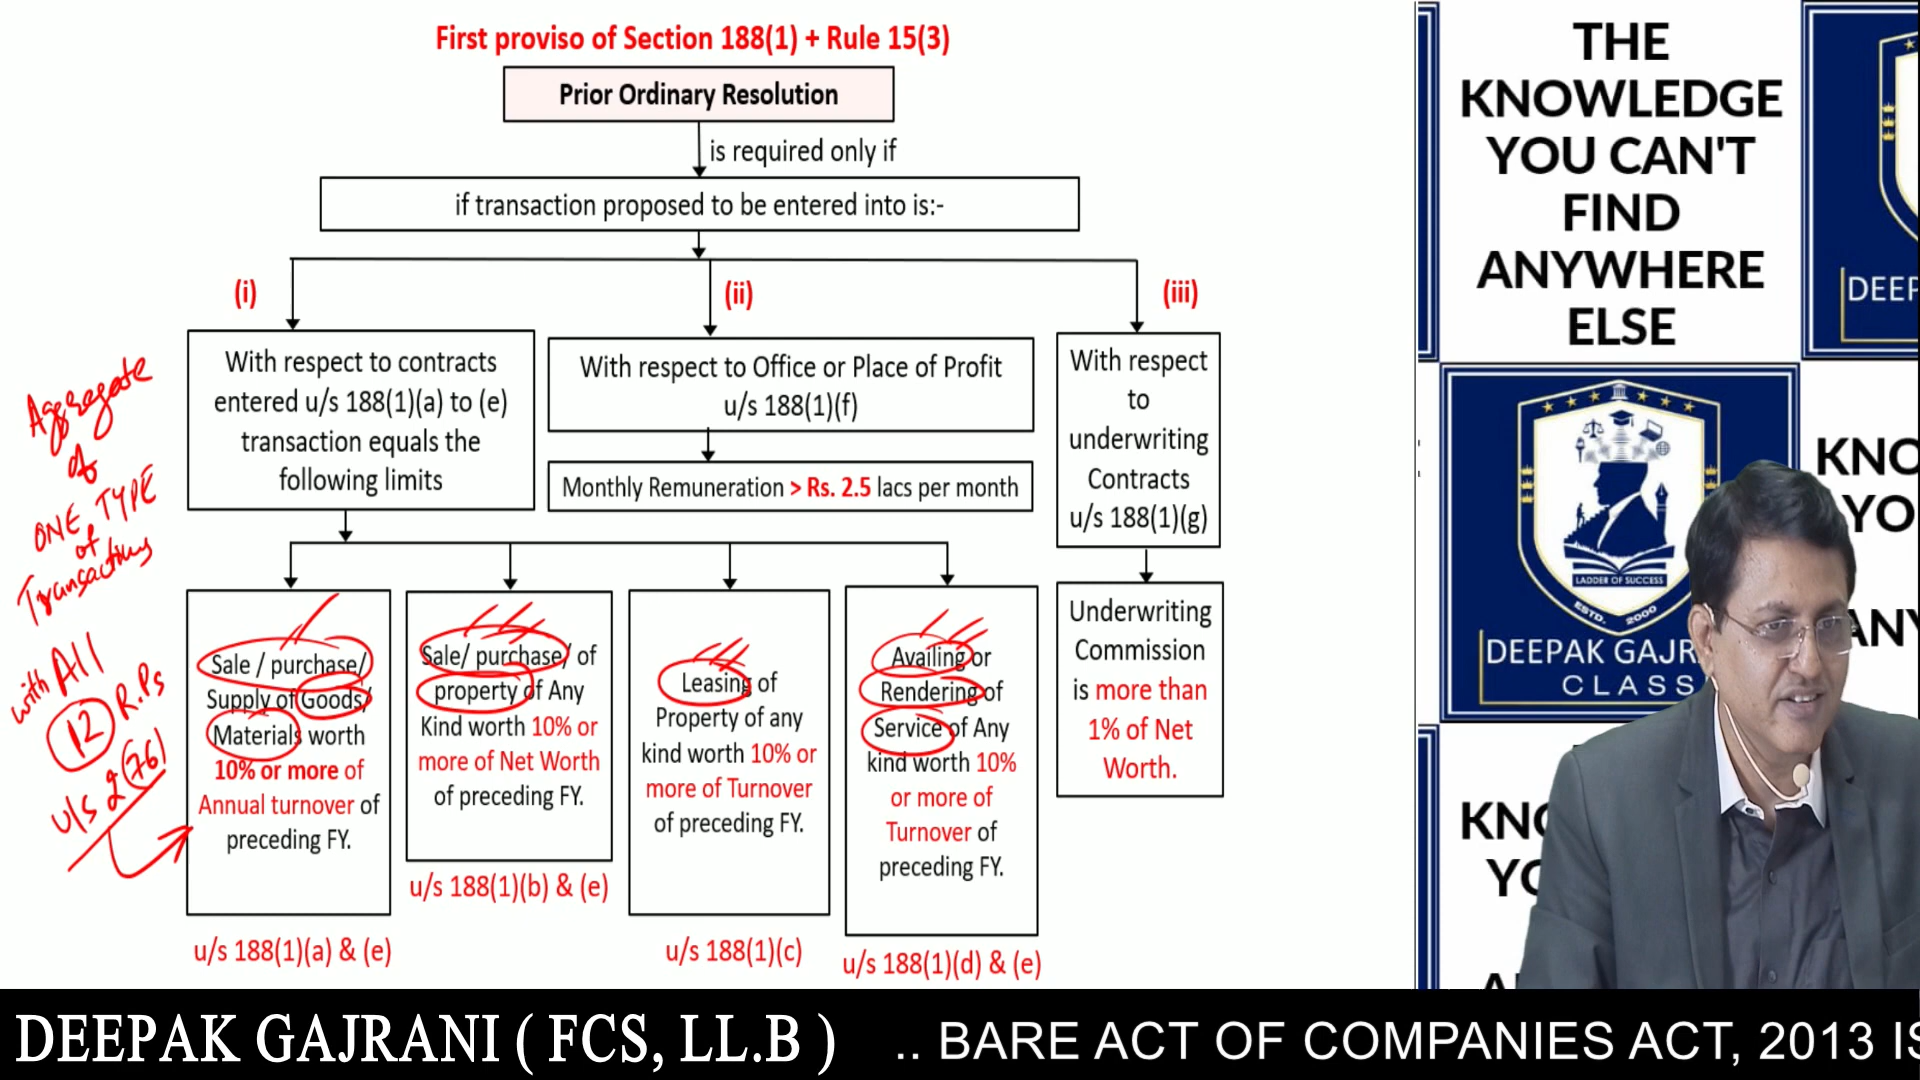 First proviso of Section 188(1) + Rule 15(3)
Prior Ordinary Resolution
is required only if
if transaction proposed to be entered into is:-
(i)
With respect to contracts
entered u/s 188(1)(a) to (e)
transaction equals the
following limits
(ii)
With respect to Office or Place of Profit
u/s 188(1)(f)
Monthly Remuneration > Rs. 2.5 lacs per month
(iii)
With respect
to
underwriting
Contracts
u/s 188(1)(g)
Underwriting
Commission
is more than
1% of Net
Worth.
Aggregate
of
ONE TYPE
of
Transactions
with All
12 R.Ps
u/s 2(76)
Sale / purchase/
Supply of Goods/
Materials worth
10% or more of
Annual turnover of
preceding FY.
u/s 188(1)(a) & (e)
Sale/ purchase/ of
property of Any
Kind worth 10% or
more of Net Worth
of preceding FY.
u/s 188(1)(b) & (e)
Leasing of
Property of any
kind worth 10% or
more of Turnover
of preceding FY.
u/s 188(1)(c)
Availing or
Rendering of
Service of Any
kind worth 10%
or more of
Turnover of
preceding FY.
u/s 188(1)(d) & (e)
THE
KNOWLEDGE
YOU CAN'T
FIND
ANYWHERE
ELSE
DEEP
LADDER OF SUCCESS
ESTD. 2000
DEEPAK GAJR
CLASS
KNO
YO
ANY
KNO
YO
DEEPAK GAJRANI ( FCS, LL.B )
.. BARE ACT OF COMPANIES ACT, 2013 IS